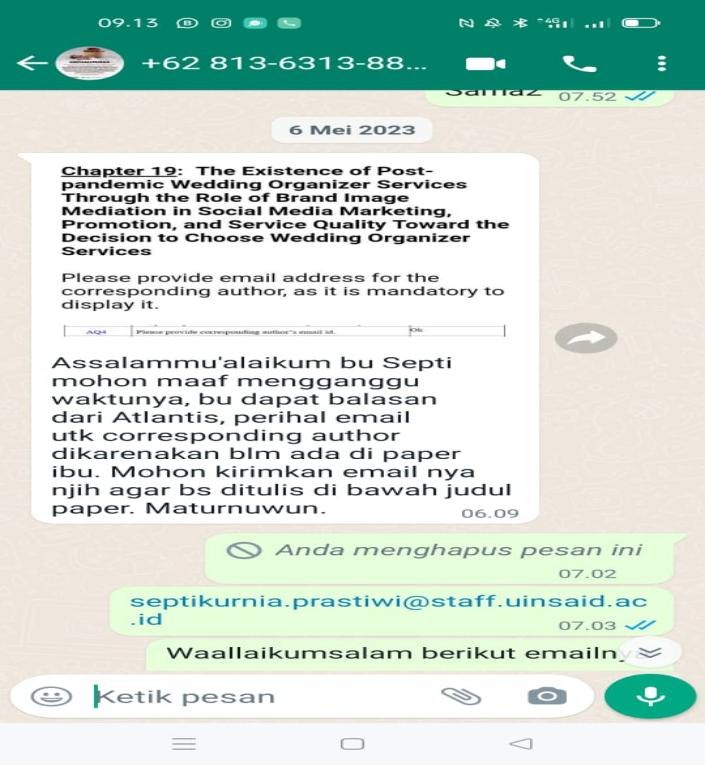 09.13
4G
+62 813-6313-88...
Sama2 07.52
6 Mei 2023
Chapter 19: The Existence of Post-
pandemic Wedding Organizer Services
Through the Role of Brand Image
Mediation in Social Media Marketing,
Promotion, and Service Quality Toward the
Decision to Choose Wedding Organizer
Services
Please provide email address for the
corresponding author, as it is mandatory to
display it.
AQ4 Please provide corresponding author"s email id. Ok
Assalammu'alaikum bu Septi
mohon maaf mengganggu
waktunya, bu dapat balasan
dari Atlantis, perihal email
utk corresponding author
dikarenakan blm ada di paper
ibu. Mohon kirimkan email nya
njih agar bs ditulis di bawah judul
paper. Maturnuwun. 06.09
Anda menghapus pesan ini
07.02
septikurnia.prastiwi@staff.uinsaid.ac
.id 07.03
Waallaikumsalam berikut emailny
Ketik pesan